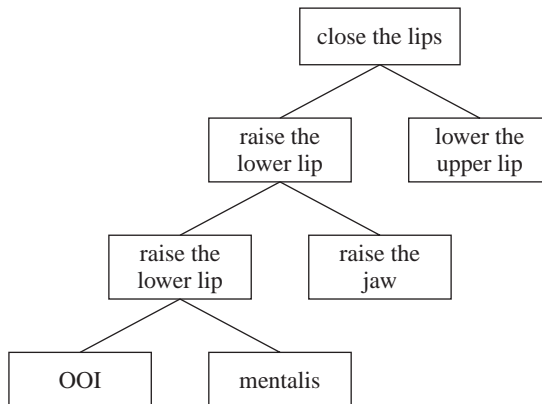 close the lips
raise the
lower lip
lower the
upper lip
raise the
lower lip
raise the
jaw
OOI
mentalis